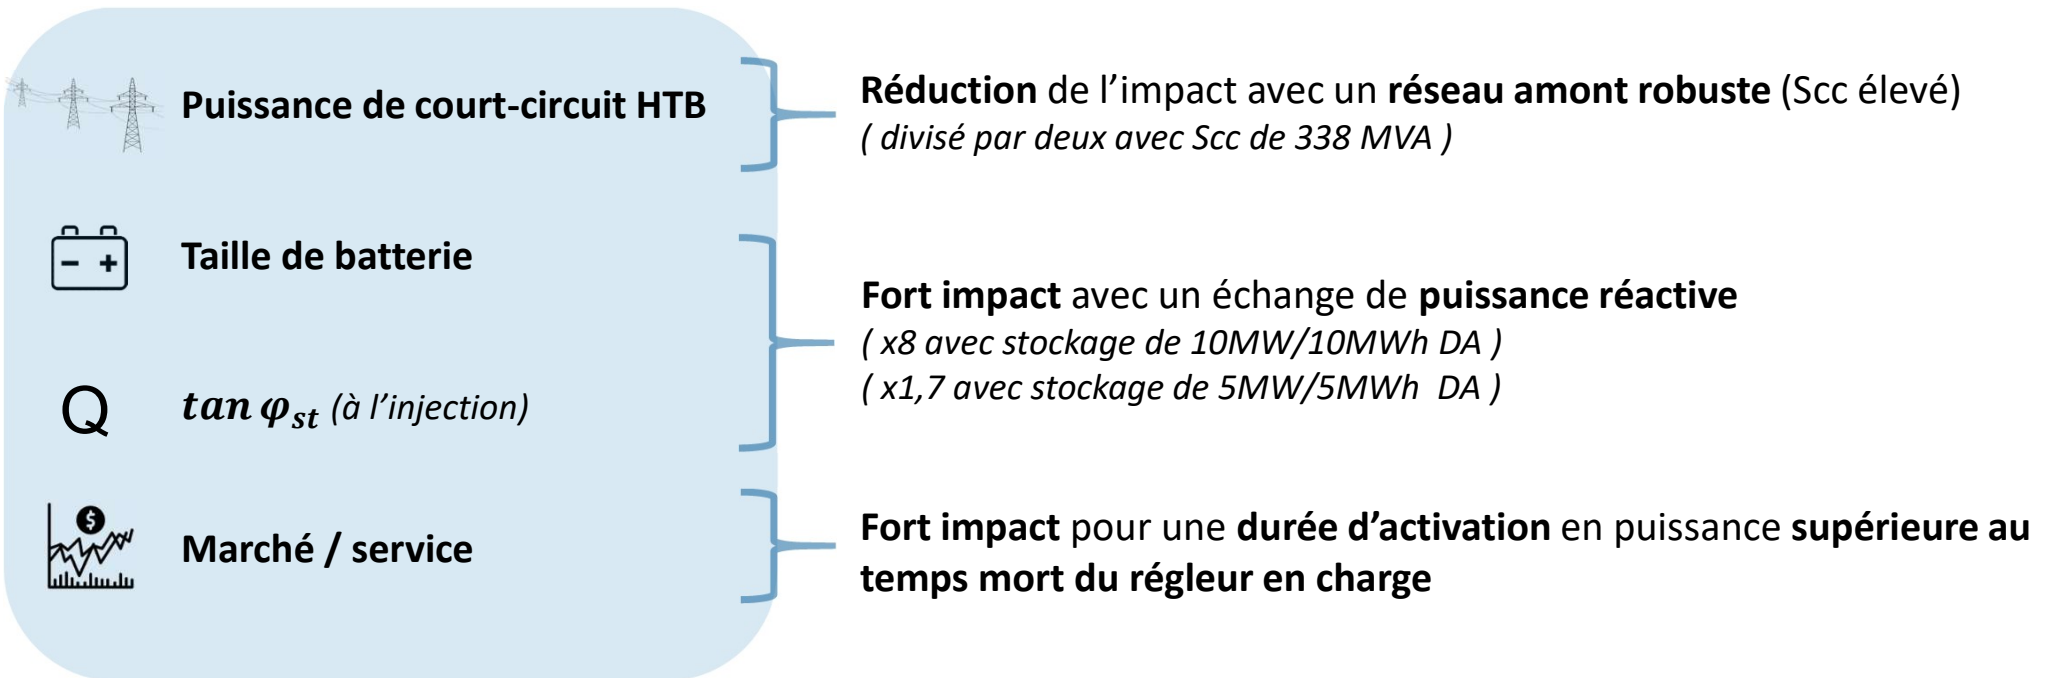 Puissance de court-circuit HTB
Réduction de l’impact avec un réseau amont robuste (Scc élevé)
( divisé par deux avec Scc de 338 MVA )
Taille de batterie
Q tan φst (à l’injection)
Fort impact avec un échange de puissance réactive
( x8 avec stockage de 10MW/10MWh DA )
( x1,7 avec stockage de 5MW/5MWh DA )
$
Marché / service
Fort impact pour une durée d’activation en puissance supérieure au
temps mort du régleur en charge